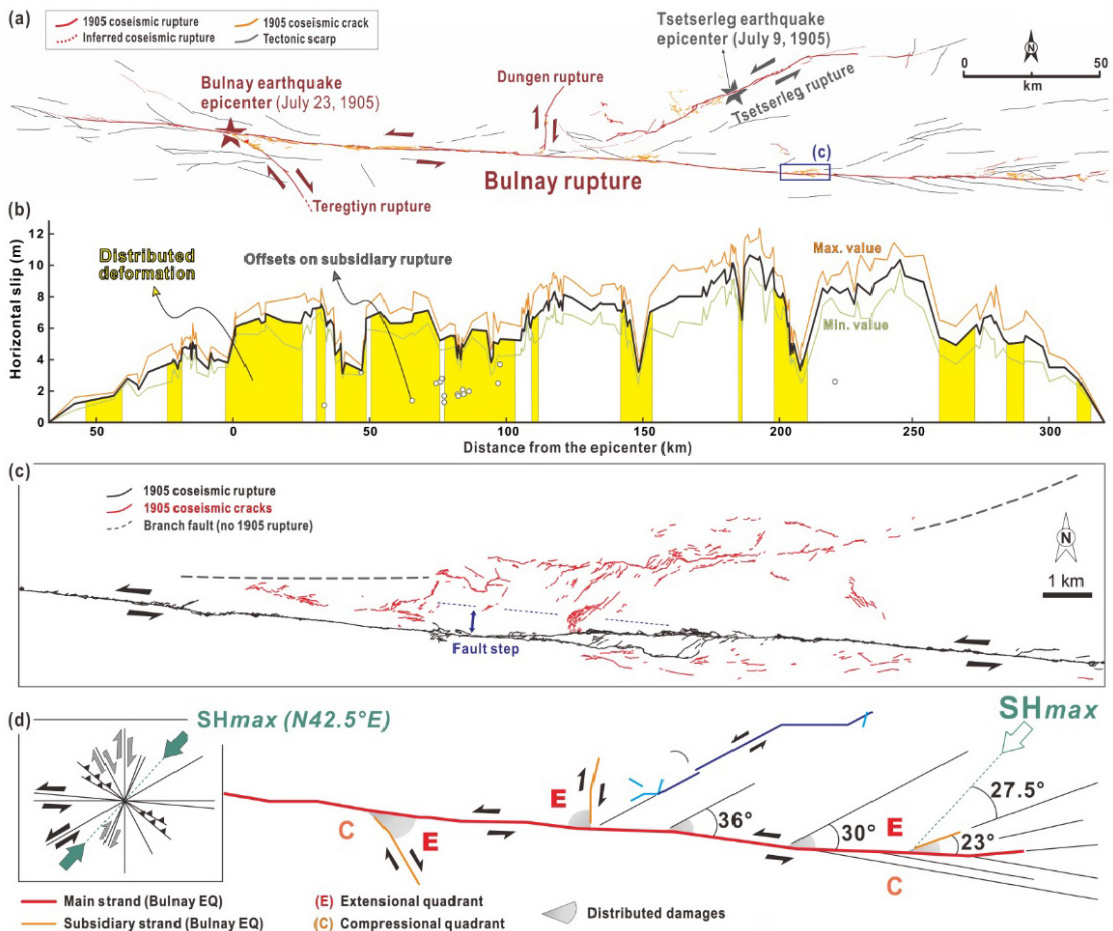 (a)
1905 coseismic rupture
1905 coseismic crack
Inferred coseismic rupture
Tectonic scarp
Tsetserleg earthquake
epicenter (July 9, 1905)
N
0 50
km
Dungen rupture
Bulnay earthquake
epicenter (July 23, 1905)
Tsetserleg rupture
(c)
Bulnay rupture
Teregtiyn rupture
(b)
Horizontal slip (m)
12
10
8
6
4
2
0
Distributed
deformation
Offsets on subsidiary rupture
Max. value
Min. value
50 0 50 100 150 200 250 300
Distance from the epicenter (km)
(c)
1905 coseismic rupture
1905 coseismic cracks
Branch fault (no 1905 rupture)
N
1 km
Fault step
(d)
SHmax (N42.5°E)
SHmax
27.5°
E
36°
E
30°
23°
C
E
C
Main strand (Bulnay EQ)
(E) Extensional quadrant
Distributed damages
Subsidiary strand (Bulnay EQ)
(C) Compressional quadrant